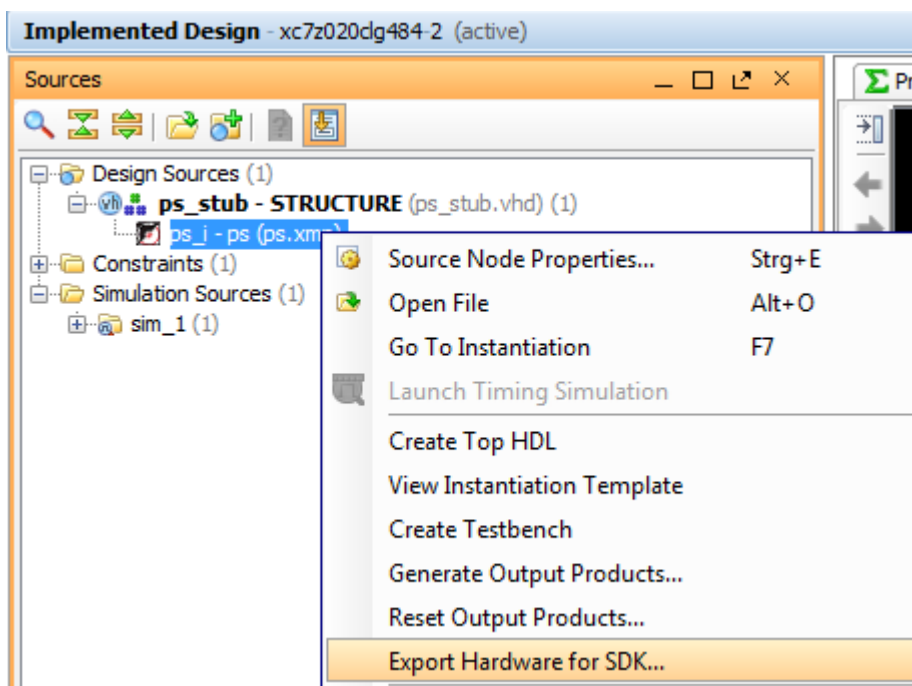 Implemented Design - xc7z020clg484-2 (active)
Sources
Design Sources (1)
ps_stub - STRUCTURE (ps_stub.vhd) (1)
ps_i - ps (ps.xmp)
Constraints (1)
Simulation Sources (1)
sim_1 (1)
Source Node Properties... Strg+E
Open File Alt+O
Go To Instantiation F7
Launch Timing Simulation
Create Top HDL
View Instantiation Template
Create Testbench
Generate Output Products...
Reset Output Products...
Export Hardware for SDK...